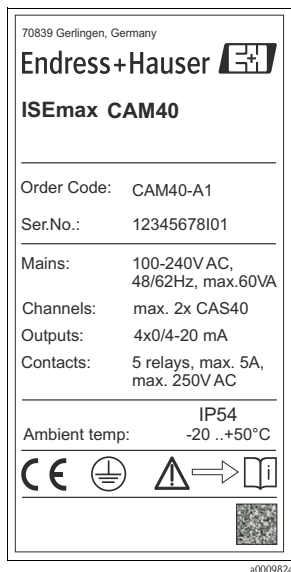 70839 Gerlingen, Germany
Endress+Hauser
ISEmax CAM40
Order Code: CAM40-A1
Ser.No.: 12345678I01
Mains: 100-240V AC,
48/62Hz, max.60VA
Channels: max. 2x CAS40
Outputs: 4x0/4-20 mA
Contacts: 5 relays, max. 5A,
max. 250V AC
IP54
Ambient temp: -20 ..+50°C
CE
i
a0009824